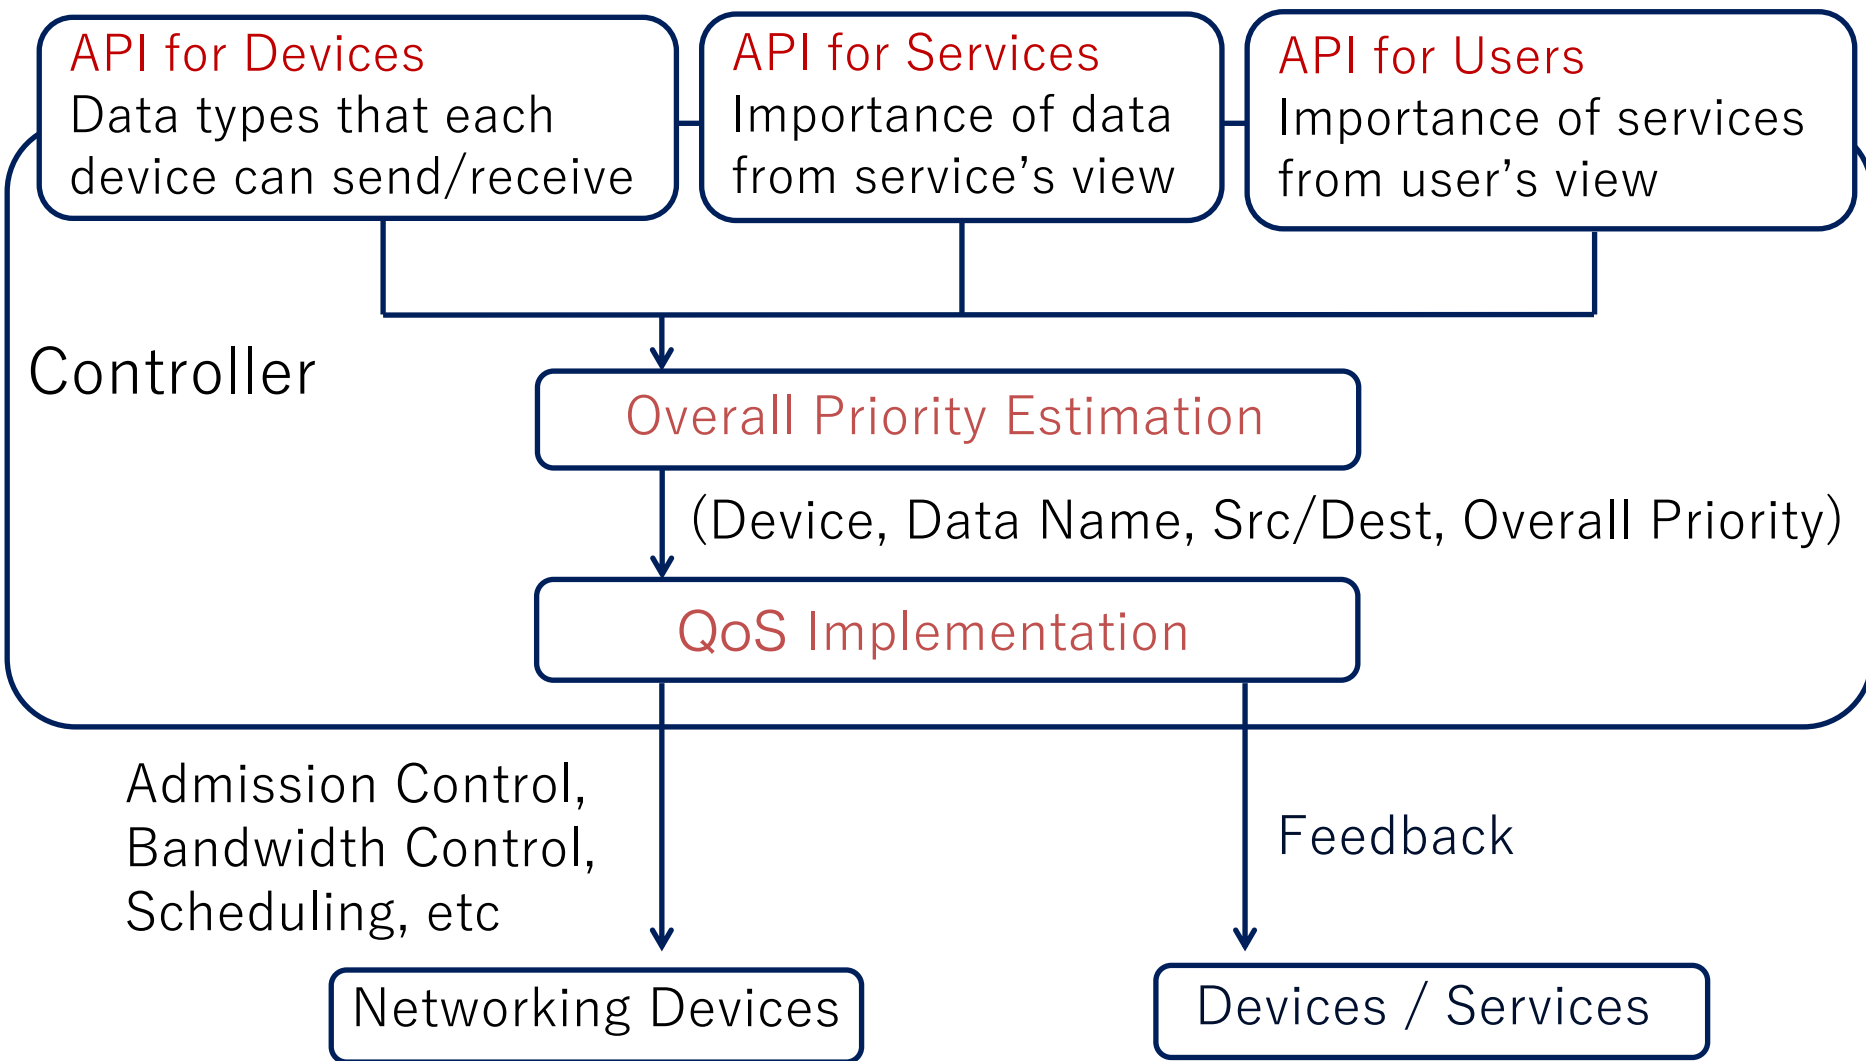 API for Devices
Data types that each
device can send/receive
API for Services
Importance of data
from service’s view
API for Users
Importance of services
from user’s view
Controller
Overall Priority Estimation
(Device, Data Name, Src/Dest, Overall Priority)
QoS Implementation
Admission Control,
Bandwidth Control,
Scheduling, etc
Feedback
Networking Devices
Devices / Services